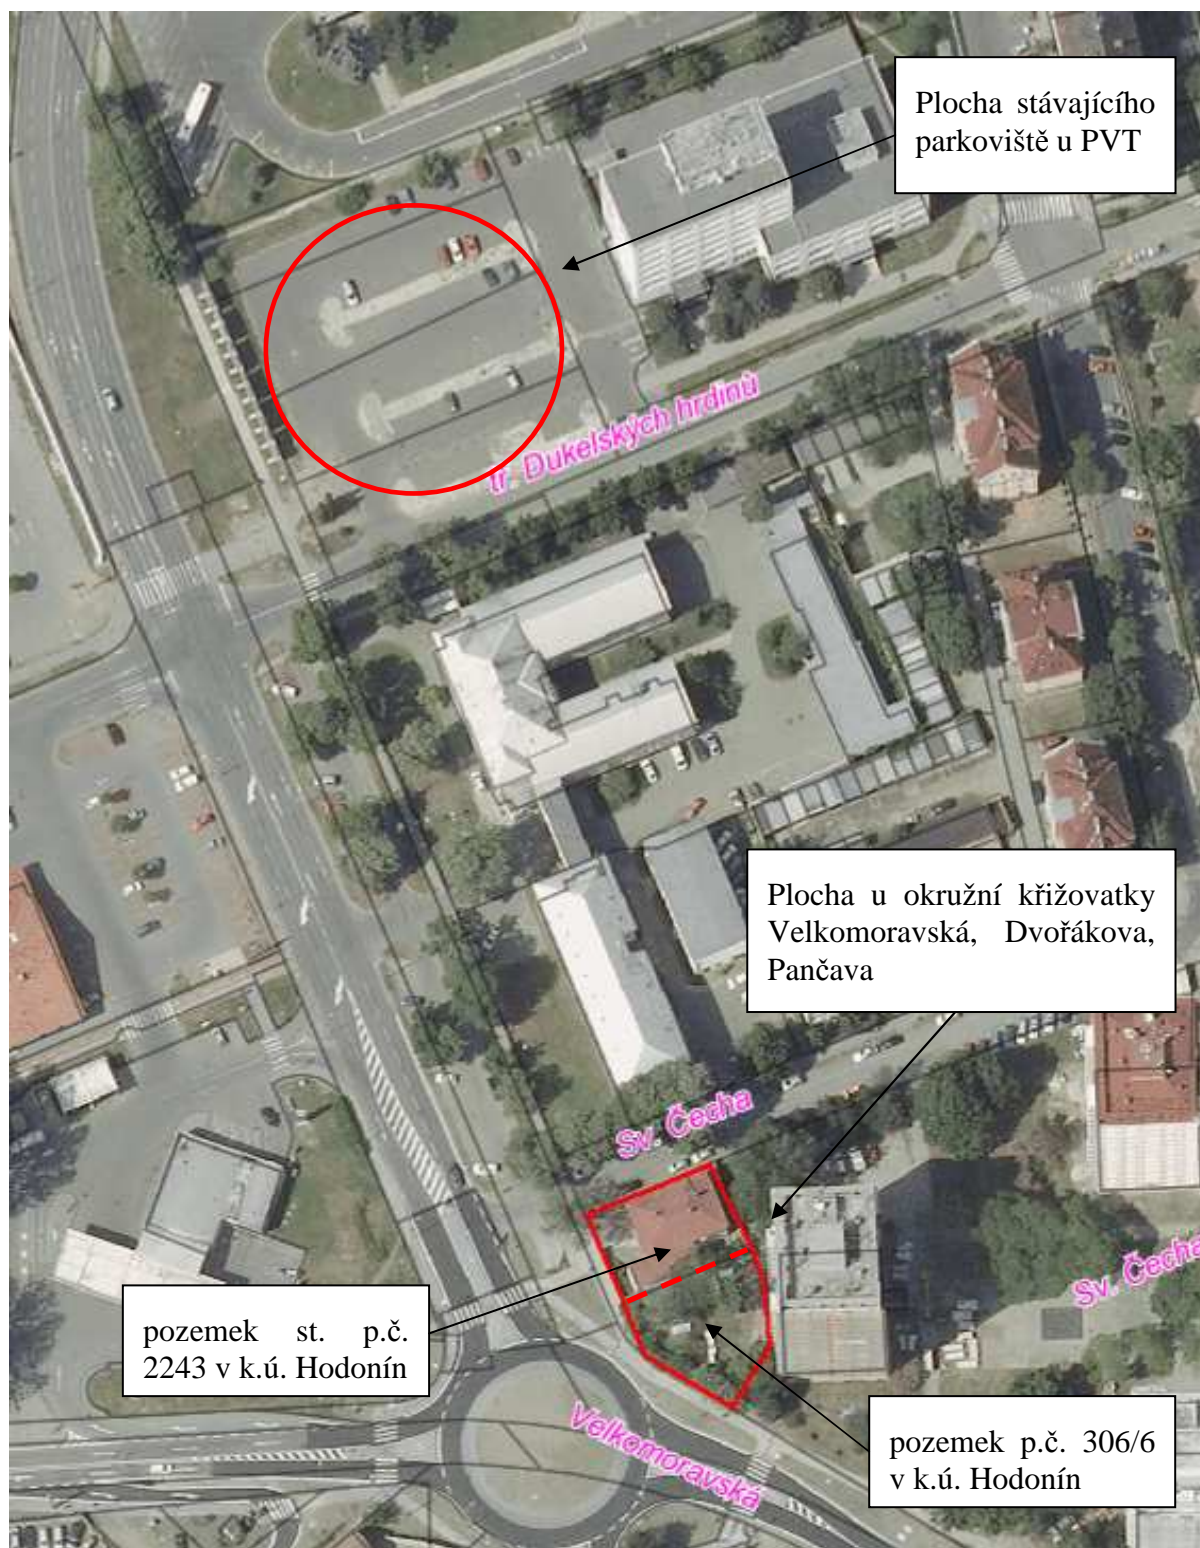 Plocha stávajícího
parkoviště u PVT
tř. Dukelských hrdinů
Plocha u okružní křižovatky
Velkomoravská, Dvořákova,
Pančava
Sv. Čecha
Sv. Čecha
pozemek st. p.č.
2243 v k.ú. Hodonín
Velkomoravská
pozemek p.č. 306/6
v k.ú. Hodonín